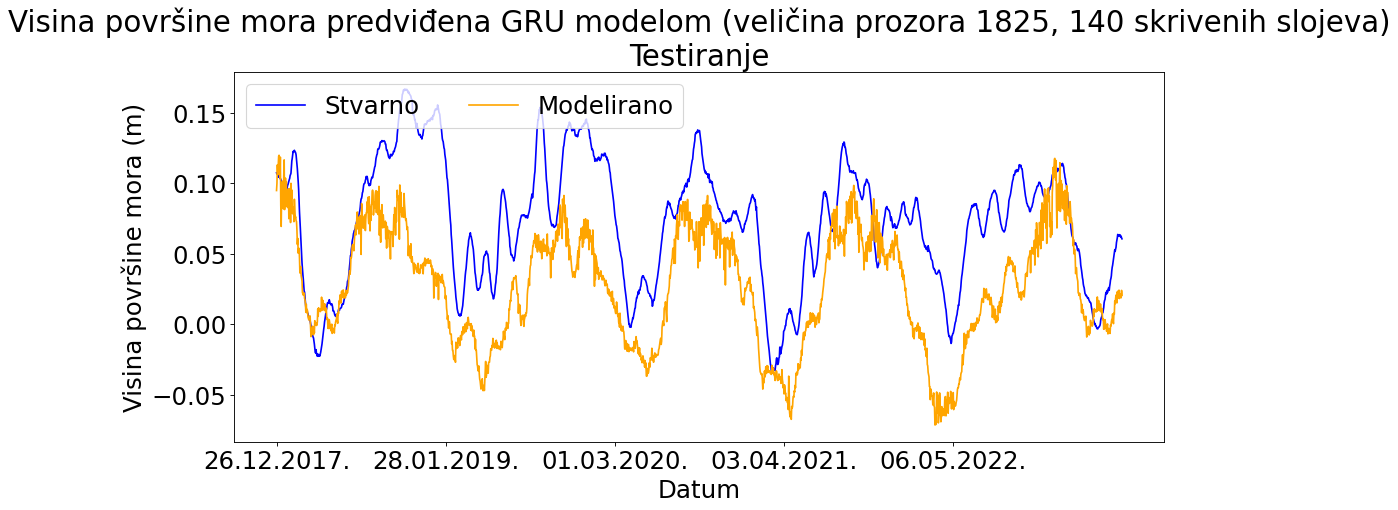 Visina površine mora predviđena GRU modelom (veličina prozora 1825, 140 skrivenih slojeva)
Testiranje
Stvarno
Modelirano
Visina površine mora (m)
0.15
0.10
0.05
0.00
−0.05
26.12.2017.
28.01.2019.
01.03.2020.
03.04.2021.
06.05.2022.
Datum